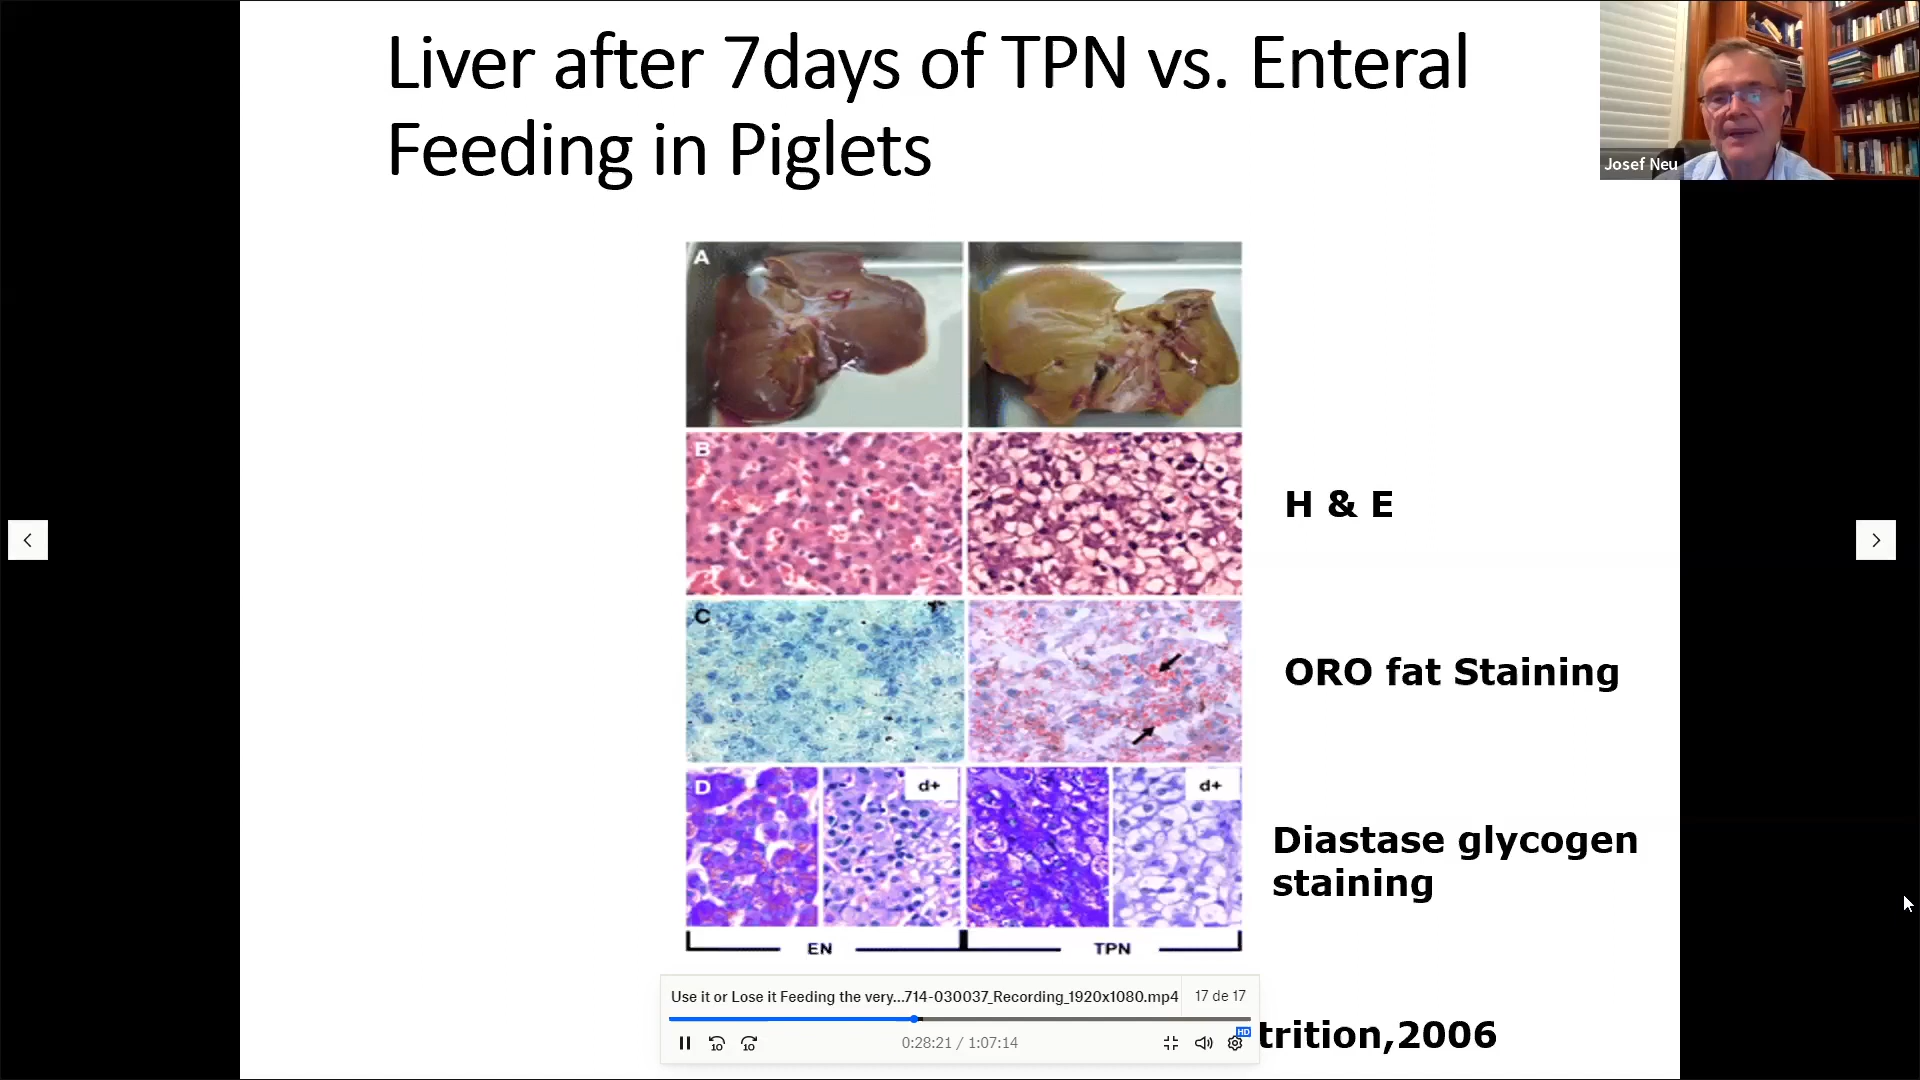 Liver after 7days of TPN vs. Enteral
Feeding in Piglets
Josef Neu
A
B
H & E
C
ORO fat Staining
D
d+
d+
Diastase glycogen
staining
EN
TPN
Use it or Lose it Feeding the very...714-030037_Recording_1920x1080.mp4
17 de 17
trition,2006
10
10
0:28:21 / 1:07:14
HD